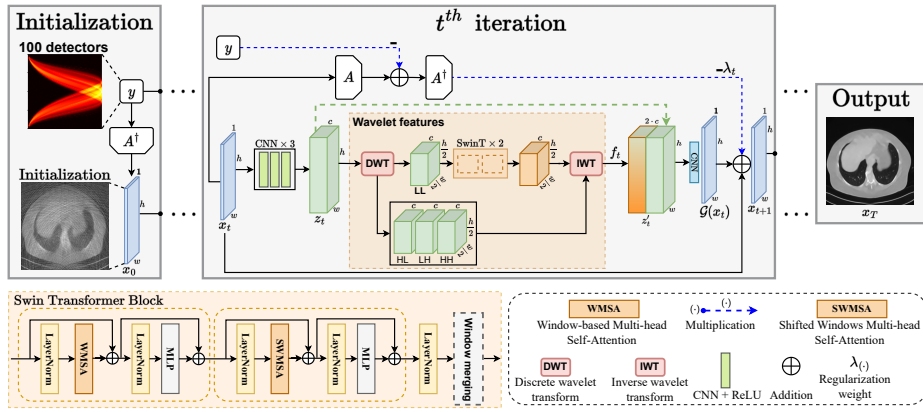 Initialization
100 detectors
y
A†
Initialization
1
h
w
x₀
tᵗʰ iteration
y
-
A
A†
-λₜ
1
h
w
xₜ
CNN × 3
c
h
w
zₜ
Wavelet features
DWT
c
h/2
w/2
LL
SwinT × 2
c
h/2
w/2
IWT
fₜ
c
c
c
h/2
w/2
HL
LH
HH
2 · c
h
w
z′ₜ
CNN
1
h
w
𝒢(xₜ)
1
h
w
xₜ₊₁
Output
x_T
Swin Transformer Block
LayerNorm
WMSA
LayerNorm
MLP
LayerNorm
SWMSA
LayerNorm
MLP
LayerNorm
Window merging
WMSA
Window-based Multi-head
Self-Attention
(·)
(·)
Multiplication
SWMSA
Shifted Windows Multi-head
Self-Attention
DWT
Discrete wavelet
transform
IWT
Inverse wavelet
transform
CNN + ReLU
Addition
λ(·)
Regularization
weight